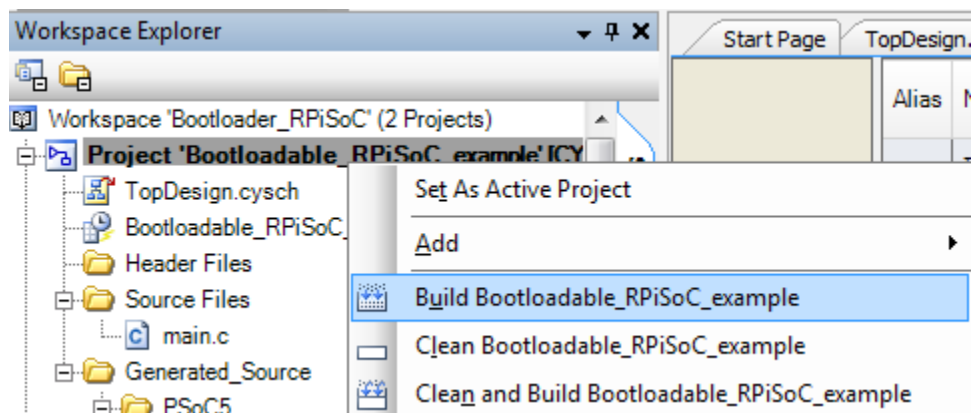 Workspace Explorer
Start Page
TopDesign.
Alias
Workspace 'Bootloader_RPiSoC' (2 Projects)
Project 'Bootloadable_RPiSoC_example' [CY
TopDesign.cysch
Bootloadable_RPiSoC_
Header Files
Source Files
main.c
Generated_Source
PSoC5
Set As Active Project
Add
Build Bootloadable_RPiSoC_example
Clean Bootloadable_RPiSoC_example
Clean and Build Bootloadable_RPiSoC_example